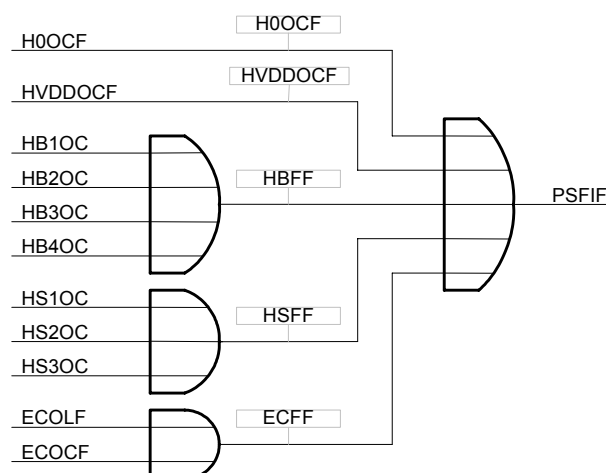 H0OCF
H0OCF
HVDDOCF
HVDDOCF
HB1OC
HB2OC
HBFF
PSFIF
HB3OC
HB4OC
HS1OC
HSFF
HS2OC
HS3OC
ECOLF
ECFF
ECOCF